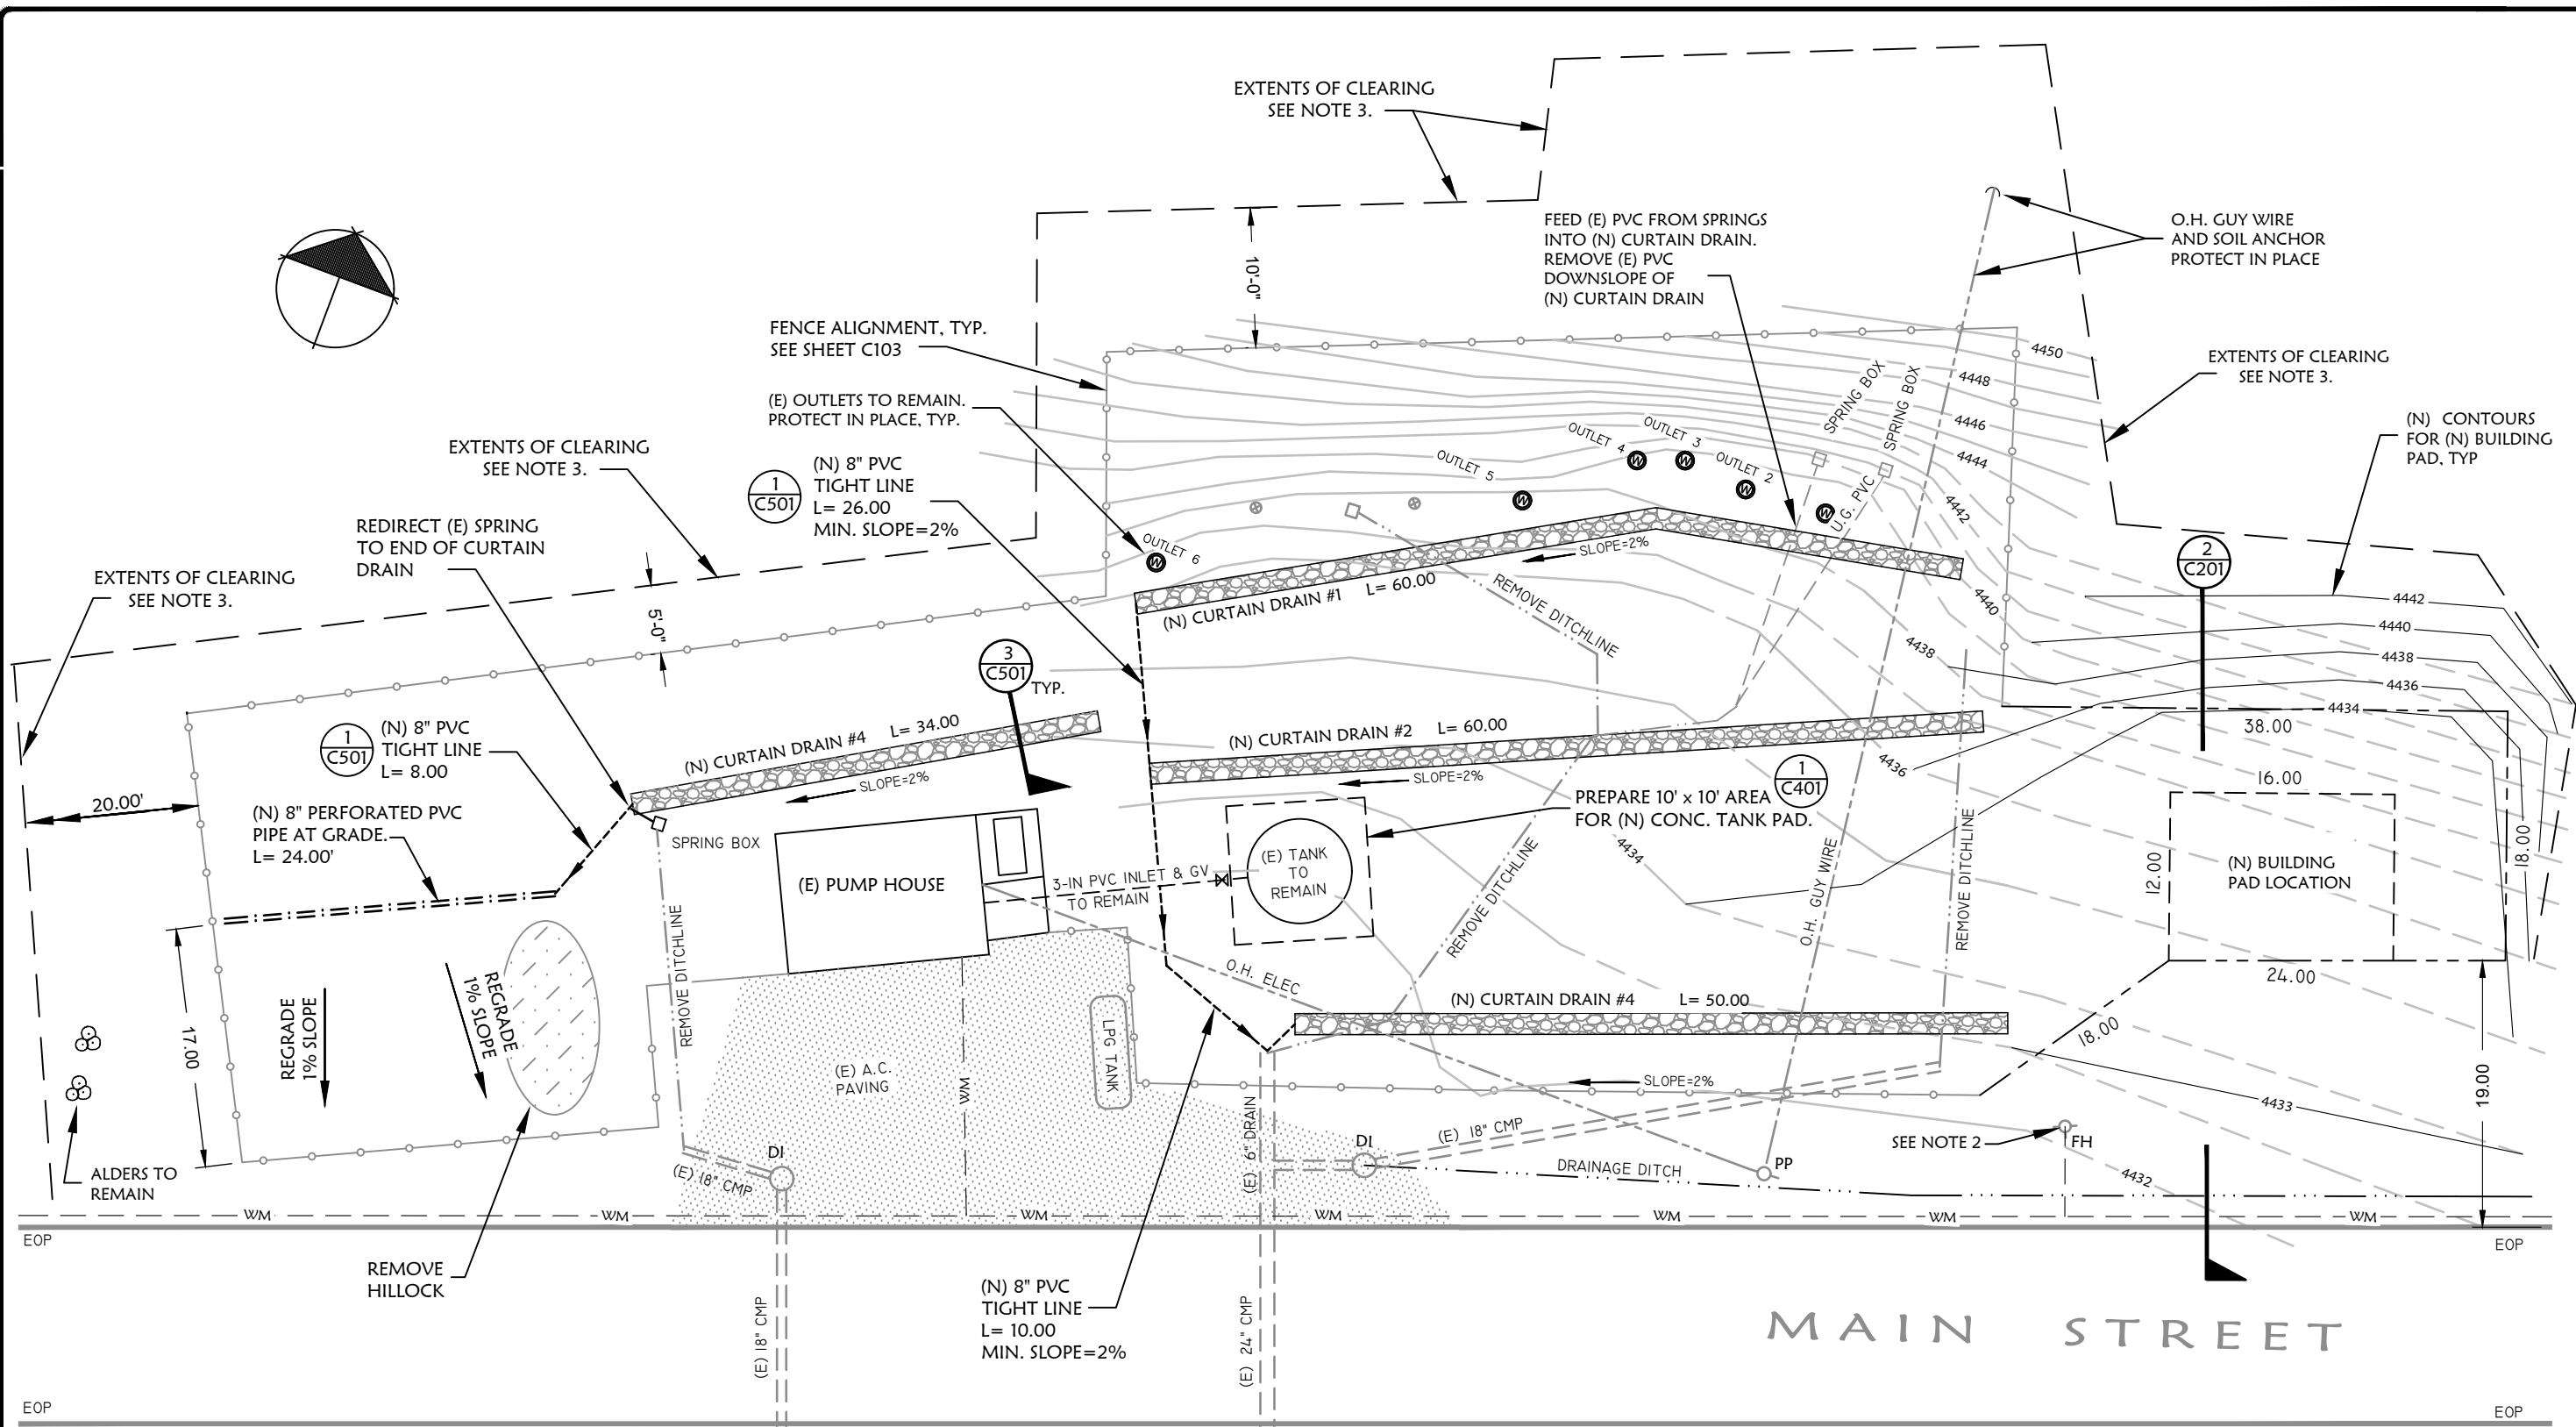 EXTENTS OF CLEARING
SEE NOTE 3.
FEED (E) PVC FROM SPRINGS
INTO (N) CURTAIN DRAIN.
REMOVE (E) PVC
DOWNSLOPE OF
(N) CURTAIN DRAIN
O.H. GUY WIRE
AND SOIL ANCHOR
PROTECT IN PLACE
10'-0"
FENCE ALIGNMENT, TYP.
SEE SHEET C103
4450
4448
4446
4444
4442
4440
4438
4436
4434
EXTENTS OF CLEARING
SEE NOTE 3.
(E) OUTLETS TO REMAIN.
PROTECT IN PLACE, TYP.
SPRING BOX
SPRING BOX
(N) CONTOURS
FOR (N) BUILDING
PAD, TYP
OUTLET 4
OUTLET 3
OUTLET 2
OUTLET 5
OUTLET 6
W
W
W
W
W
W
U.G. PVC
EXTENTS OF CLEARING
SEE NOTE 3.
1
C501
(N) 8" PVC
TIGHT LINE
L= 26.00
MIN. SLOPE=2%
REDIRECT (E) SPRING
TO END OF CURTAIN
DRAIN
EXTENTS OF CLEARING
SEE NOTE 3.
5'-0"
SLOPE=2%
(N) CURTAIN DRAIN #1 L= 60.00
REMOVE DITCHLINE
2
C201
4442
4440
4438
4436
4434
38.00
3
C501
TYP.
1
C501
(N) 8" PVC
TIGHT LINE
L= 8.00
(N) CURTAIN DRAIN #4 L= 34.00
SLOPE=2%
(N) CURTAIN DRAIN #2 L= 60.00
SLOPE=2%
1
C401
PREPARE 10' x 10' AREA
FOR (N) CONC. TANK PAD.
16.00
12.00
18.00
(N) BUILDING
PAD LOCATION
24.00
18.00
19.00
20.00'
(N) 8" PERFORATED PVC
PIPE AT GRADE.
L= 24.00'
SPRING BOX
(E) PUMP HOUSE
3-IN PVC INLET & GV
TO REMAIN
(E) TANK
TO
REMAIN
REMOVE DITCHLINE
O.H. GUY WIRE
REMOVE DITCHLINE
REMOVE DITCHLINE
O.H. ELEC
(N) CURTAIN DRAIN #4 L= 50.00
SLOPE=2%
17.00
REGRADE
1% SLOPE
REGRADE
1% SLOPE
(E) A.C.
PAVING
LPG TANK
WM
ALDERS TO
REMAIN
DI
(E) 18" CMP
(E) 6" DRAIN
DI
(E) 18" CMP
DRAINAGE DITCH
PP
SEE NOTE 2
FH
4433
4432
WM
WM
WM
WM
WM
WM
WM
EOP
EOP
REMOVE
HILLOCK
(E) 18" CMP
(N) 8" PVC
TIGHT LINE
L= 10.00
MIN. SLOPE=2%
(E) 24" CMP
MAIN STREET
EOP
EOP